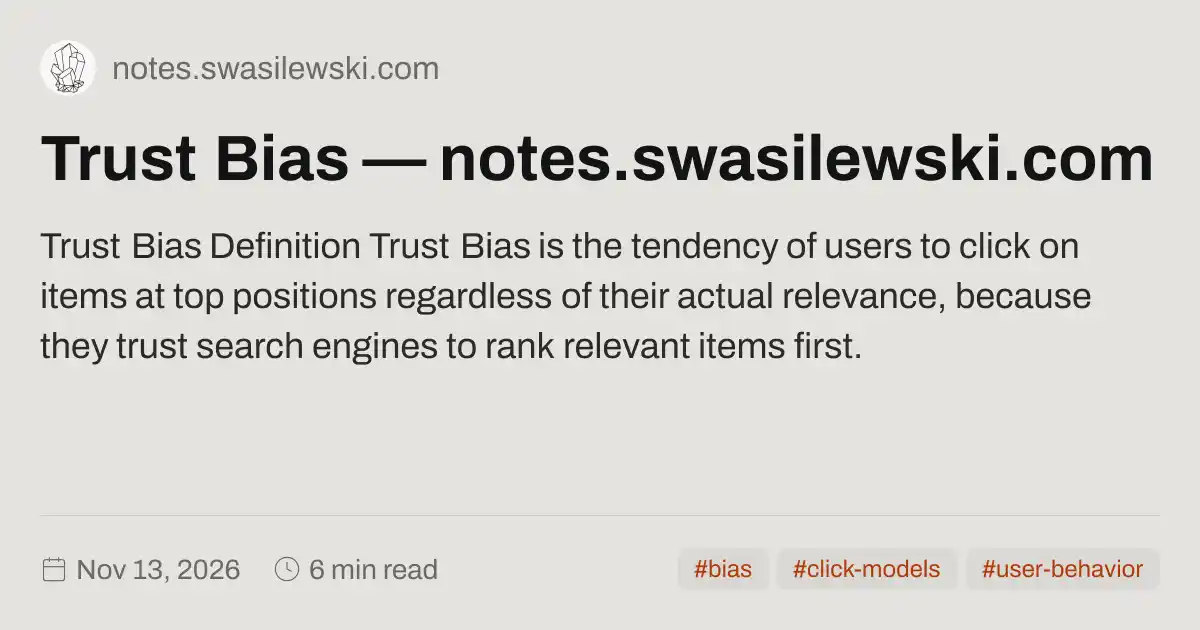 notes.swasilewski.com
Trust Bias — notes.swasilewski.com
Trust Bias Definition Trust Bias is the tendency of users to click on
items at top positions regardless of their actual relevance, because
they trust search engines to rank relevant items first.
Nov 13, 2026 6 min read #bias #click-models #user-behavior